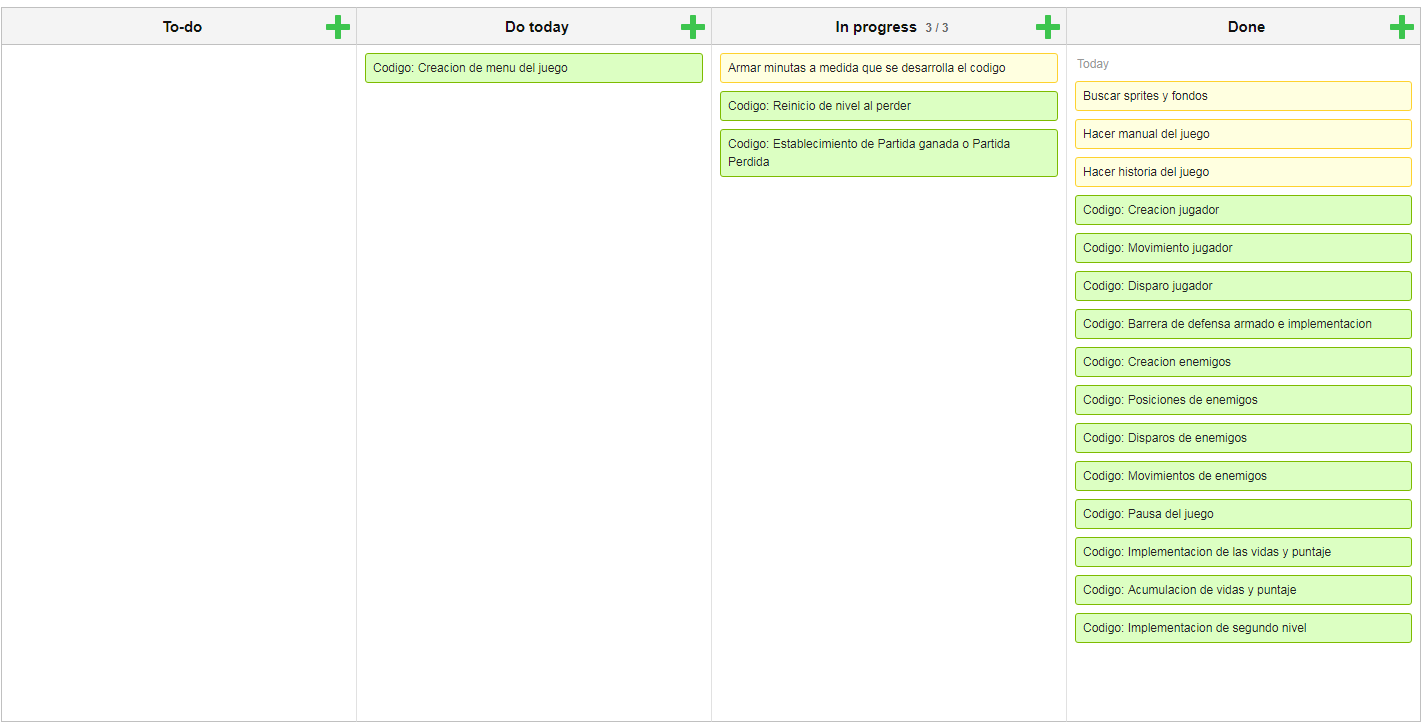 To-do
Do today
Codigo: Creacion de menu del juego
In progress 3 / 3
Armar minutas a medida que se desarrolla el codigo
Codigo: Reinicio de nivel al perder
Codigo: Establecimiento de Partida ganada o Partida
Perdida
Done
Today
Buscar sprites y fondos
Hacer manual del juego
Hacer historia del juego
Codigo: Creacion jugador
Codigo: Movimiento jugador
Codigo: Disparo jugador
Codigo: Barrera de defensa armado e implementacion
Codigo: Creacion enemigos
Codigo: Posiciones de enemigos
Codigo: Disparos de enemigos
Codigo: Movimientos de enemigos
Codigo: Pausa del juego
Codigo: Implementacion de las vidas y puntaje
Codigo: Acumulacion de vidas y puntaje
Codigo: Implementacion de segundo nivel